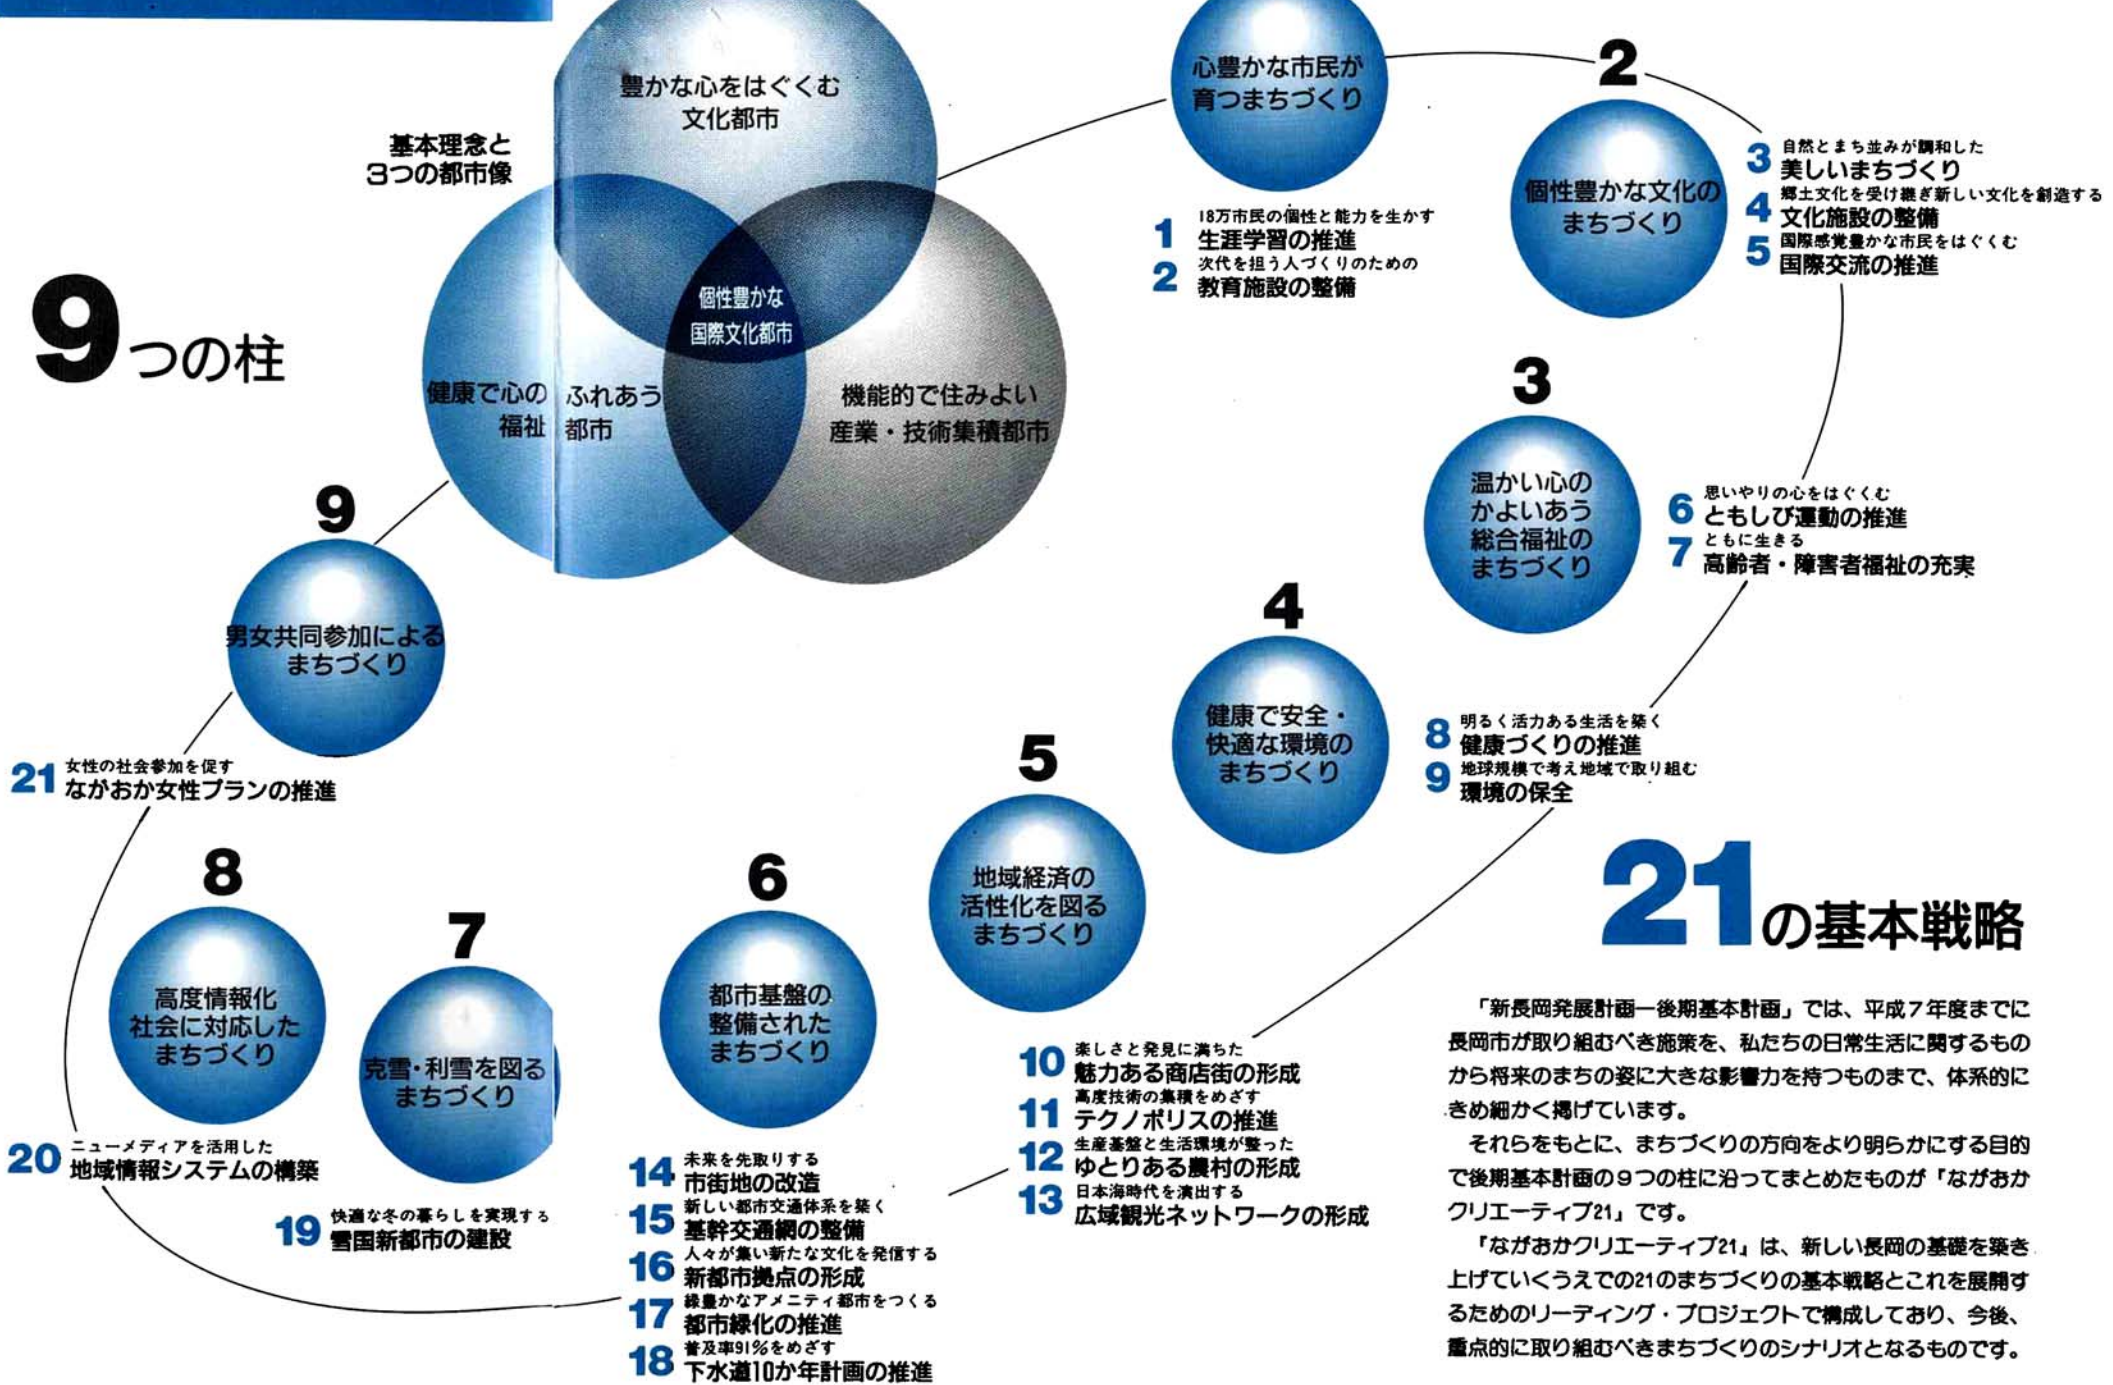 豊かな心をはぐくむ
文化都市
基本理念と
3つの都市像
個性豊かな
国際文化都市
健康で心のふれあう
福祉都市
機能的で住みよい
産業・技術集積都市
9つの柱
心豊かな市民が
育つまちづくり
1 18万市民の個性と能力を生かす
生涯学習の推進
2 次代を担う人づくりのための
教育施設の整備
2
個性豊かな文化の
まちづくり
3 自然とまち並みが調和した
美しいまちづくり
4 郷土文化を受け継ぎ新しい文化を創造する
文化施設の整備
5 国際感覚豊かな市民をはぐくむ
国際交流の推進
3
温かい心の
かよいあう
総合福祉の
まちづくり
6 思いやりの心をはぐくむ
ともしび運動の推進
7 ともに生きる
高齢者・障害者福祉の充実
4
健康で安全・
快適な環境の
まちづくり
8 明るく活力ある生活を築く
健康づくりの推進
9 地球規模で考え地域で取り組む
環境の保全
5
地域経済の
活性化を図る
まちづくり
10 楽しさと発見に満ちた
魅力ある商店街の形成
11 高度技術の集積をめざす
テクノポリスの推進
12 生産基盤と生活環境が整った
ゆとりある農村の形成
13 日本海時代を演出する
広域観光ネットワークの形成
6
都市基盤の
整備された
まちづくり
14 未来を先取りする
市街地の改造
15 新しい都市交通体系を築く
基幹交通網の整備
16 人々が集い新たな文化を発信する
新都市拠点の形成
17 緑豊かなアメニティ都市をつくる
都市緑化の推進
18 普及率91%をめざす
下水道10か年計画の推進
7
克雪・利雪を図る
まちづくり
19 快適な冬の暮らしを実現する
雪国新都市の建設
8
高度情報化
社会に対応した
まちづくり
20 ニューメディアを活用した
地域情報システムの構築
9
男女共同参加による
まちづくり
21 女性の社会参加を促す
ながおか女性プランの推進
21の基本戦略
「新長岡発展計画―後期基本計画」では、平成7年度までに
長岡市が取り組むべき施策を、私たちの日常生活に関するもの
から将来のまちの姿に大きな影響力を持つものまで、体系的に
きめ細かく掲げています。
それらをもとに、まちづくりの方向をより明らかにする目的
で後期基本計画の9つの柱に沿ってまとめたものが「ながおか
クリエーティブ21」です。
「ながおかクリエーティブ21」は、新しい長岡の基礎を築き
上げていくうえでの21のまちづくりの基本戦略とこれを展開す
るためのリーディング・プロジェクトで構成しており、今後、
重点的に取り組むべきまちづくりのシナリオとなるものです。